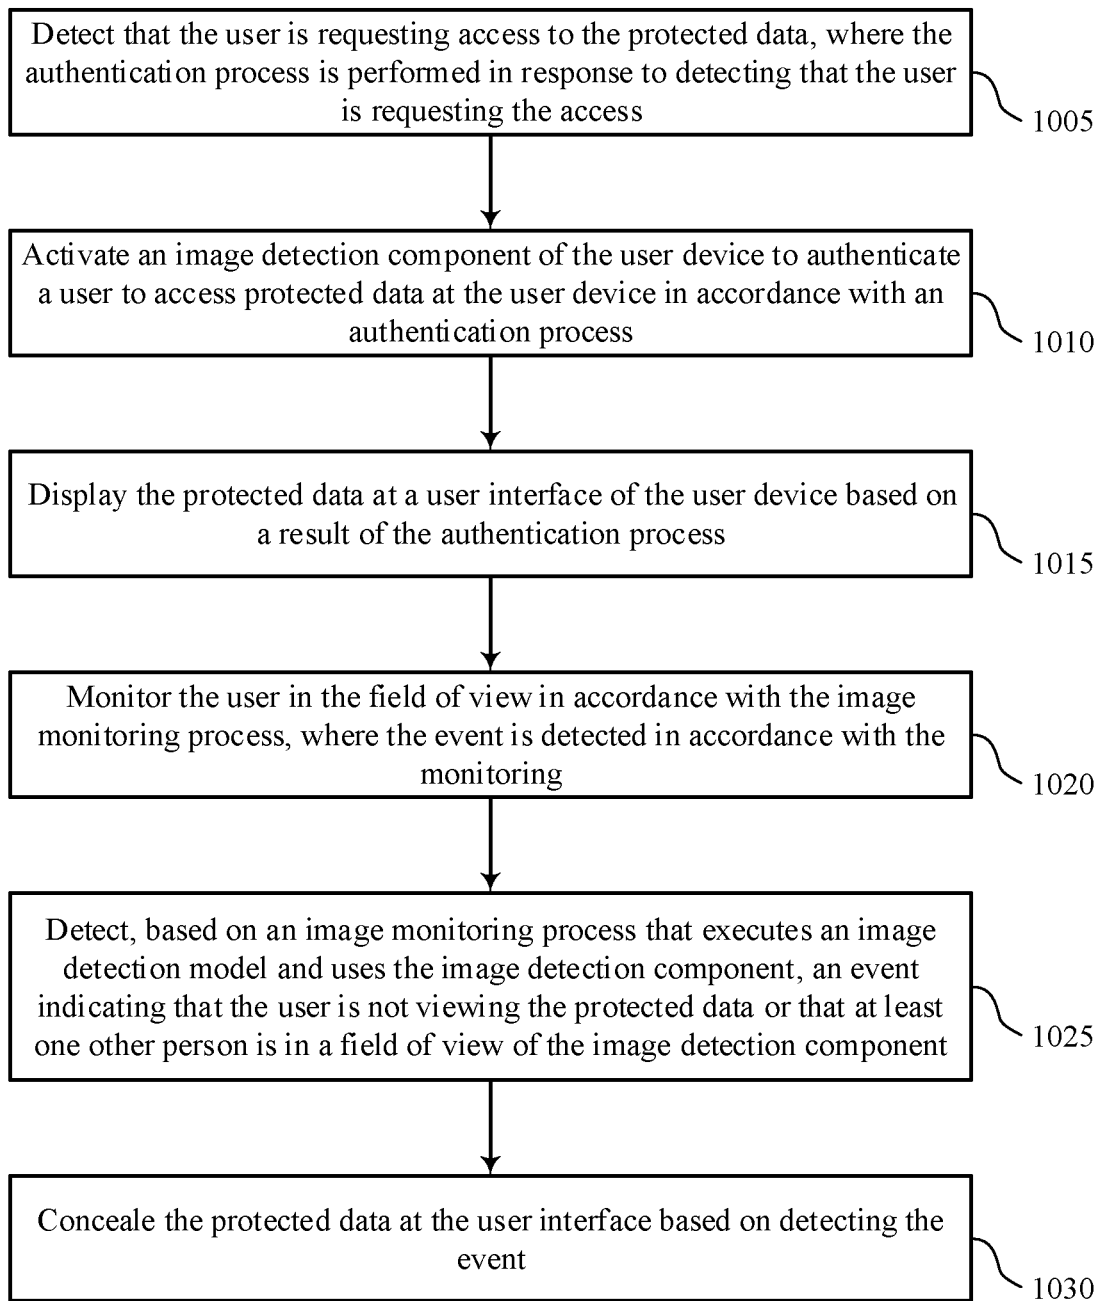 Detect that the user is requesting access to the protected data, where the
authentication process is performed in response to detecting that the user
is requesting the access
1005
Activate an image detection component of the user device to authenticate
a user to access protected data at the user device in accordance with an
authentication process
1010
Display the protected data at a user interface of the user device based on
a result of the authentication process
1015
Monitor the user in the field of view in accordance with the image
monitoring process, where the event is detected in accordance with the
monitoring
1020
Detect, based on an image monitoring process that executes an image
detection model and uses the image detection component, an event
indicating that the user is not viewing the protected data or that at least
one other person is in a field of view of the image detection component
1025
Conceale the protected data at the user interface based on detecting the
event
1030